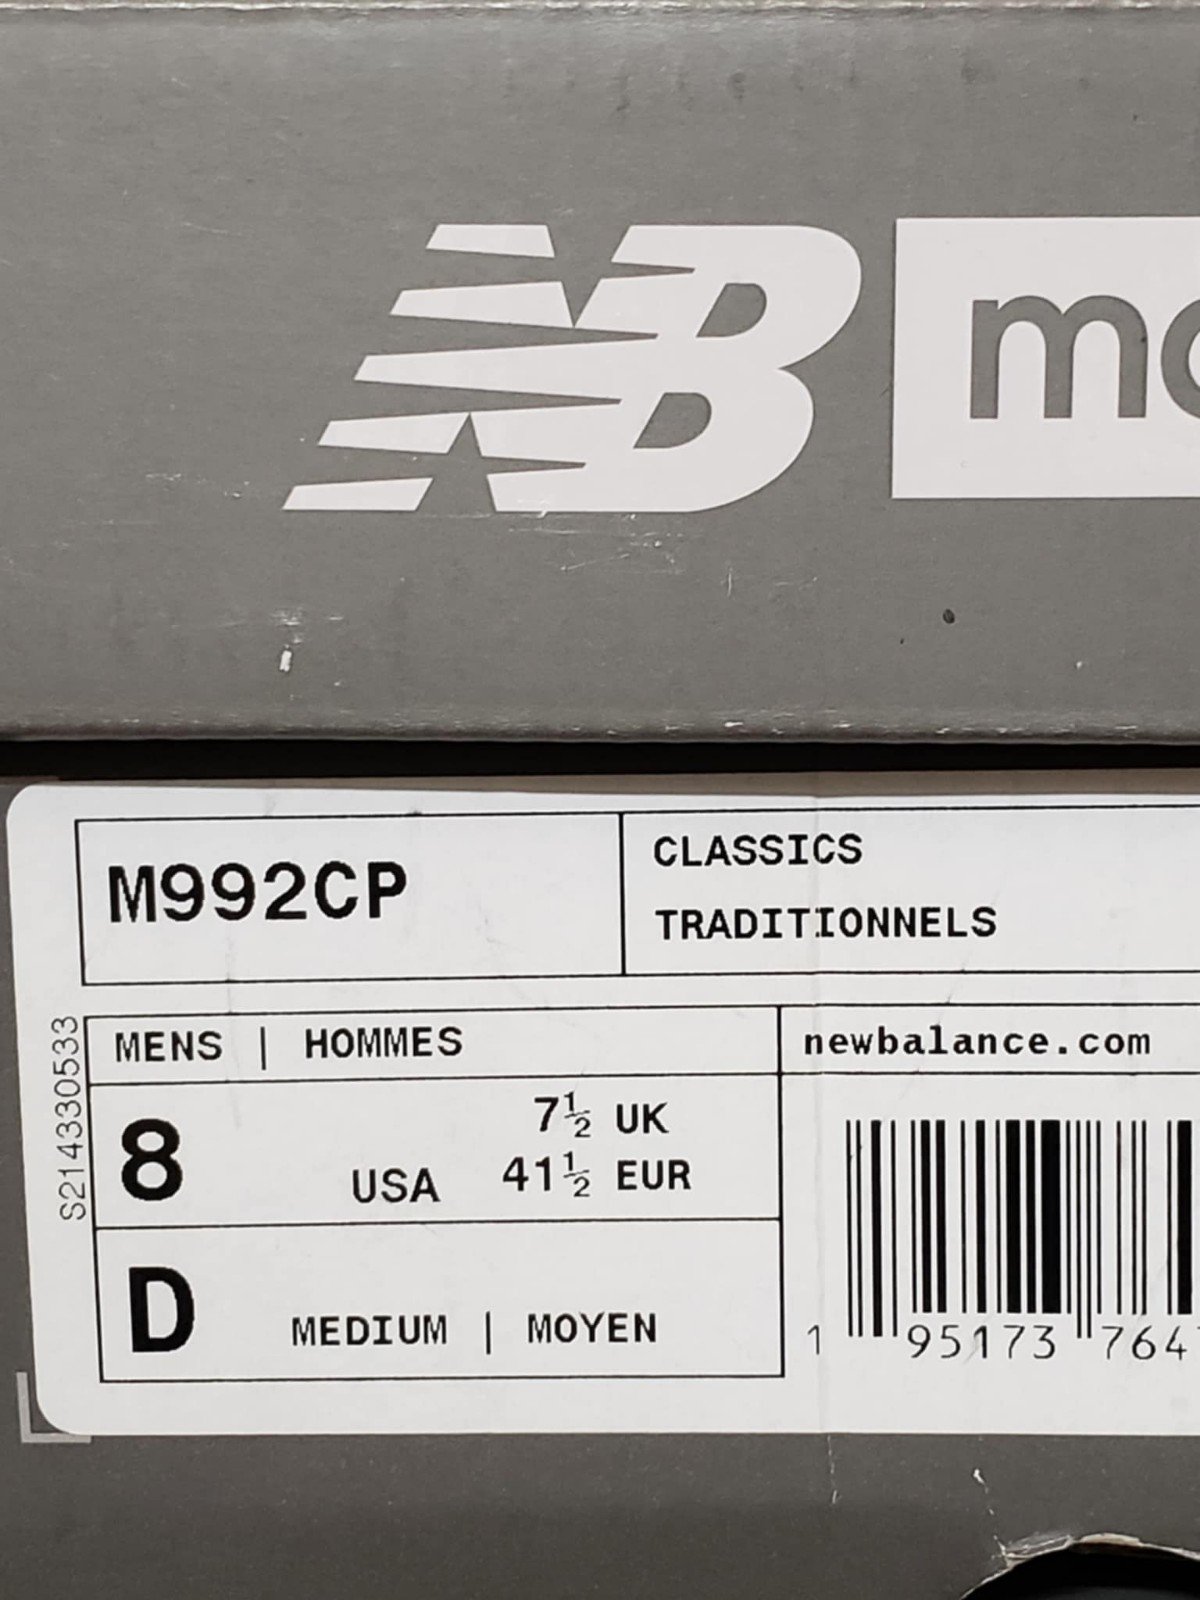 NB
M992CP
CLASSICS
TRADITIONNELS
S214330533
MENS | HOMMES
newbalance.com
8 USA 7½ UK
41½ EUR
D MEDIUM | MOYEN
1 95173 764